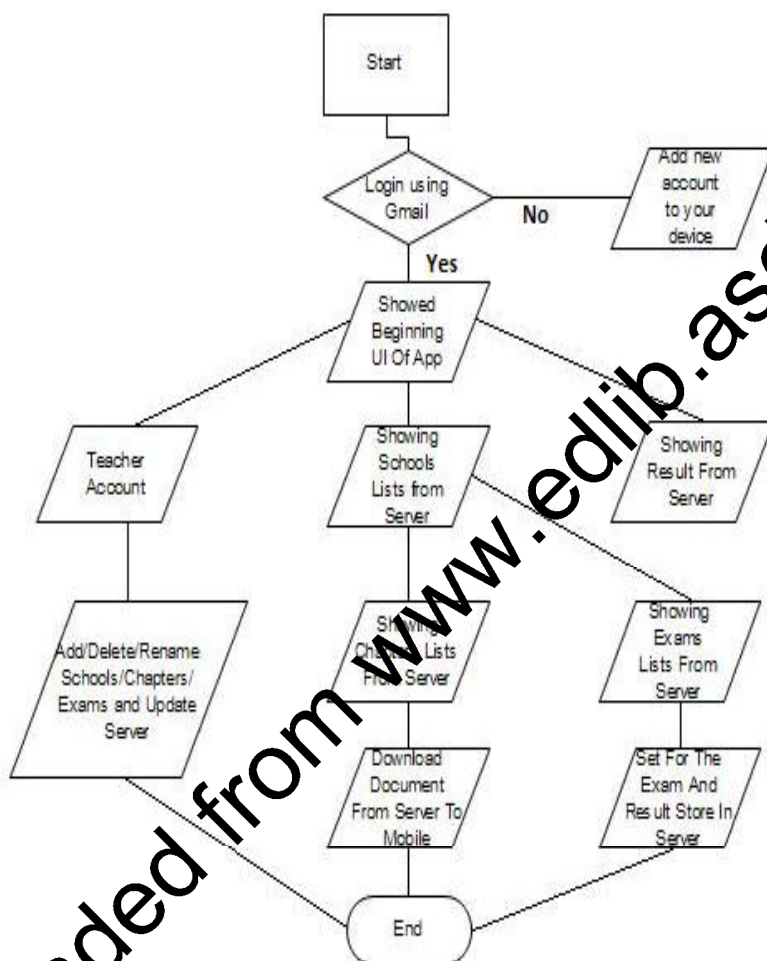 Start
Login using
Gmail
No
Add new
account
to your
device
Yes
Showed
Beginning
UI Of App
Teacher
Account
Showing
Schools
Lists from
Server
Showing
Result From
Server
Add/Delete/Rename
Schools/Chapters/
Exams and Update
Server
Showing
Lists
From Server
Showing
Exams
Lists From
Server
Download
Document
From Server To
Mobile
Set For The
Exam And
Result Store In
Server
End
from www.edlib.as